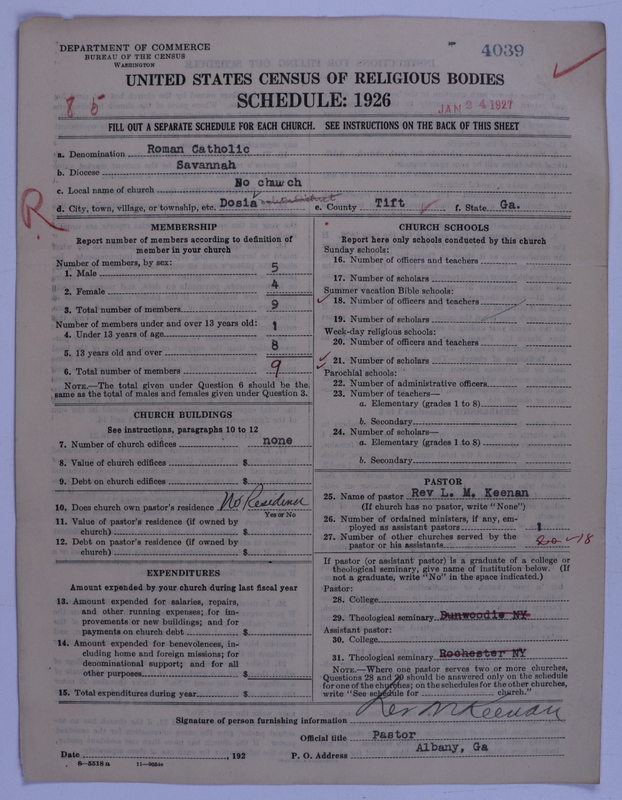 DEPARTMENT OF COMMERCE
BUREAU OF THE CENSUS
WASHINGTON
4039
UNITED STATES CENSUS OF RELIGIOUS BODIES
SCHEDULE: 1926
8 5
JAN 24 1927
FILL OUT A SEPARATE SCHEDULE FOR EACH CHURCH. SEE INSTRUCTIONS ON THE BACK OF THIS SHEET
a. Denomination Roman Catholic
b. Diocese Savannah
c. Local name of church No church
d. City, town, village, or township, etc. Dosia e. County Tift f. State Ga.
R
MEMBERSHIP
Report number of members according to definition of
member in your church
Number of members, by sex:
1. Male 5
2. Female 4
3. Total number of members 9
Number of members under and over 13 years old:
4. Under 13 years of age 1
5. 13 years old and over 8
6. Total number of members 9
NOTE.—The total given under Question 6 should be the
same as the total of males and females given under Question 3.
CHURCH BUILDINGS
See instructions, paragraphs 10 to 12
7. Number of church edifices none
8. Value of church edifices $
9. Debt on church edifices $
10. Does church own pastor's residence No Residence
Yes or No
11. Value of pastor's residence (if owned by
church) $
12. Debt on pastor's residence (if owned by
church) $
EXPENDITURES
Amount expended by your church during last fiscal year
13. Amount expended for salaries, repairs,
and other running expenses; for im-
provements or new buildings; and for
payments on church debt $
14. Amount expended for benevolences, in-
cluding home and foreign missions; for
denominational support; and for all
other purposes $
15. Total expenditures during year $
CHURCH SCHOOLS
Report here only schools conducted by this church
Sunday schools:
16. Number of officers and teachers
17. Number of scholars
Summer vacation Bible schools:
18. Number of officers and teachers
19. Number of scholars
Week-day religious schools:
20. Number of officers and teachers
21. Number of scholars
Parochial schools:
22. Number of administrative officers
23. Number of teachers—
a. Elementary (grades 1 to 8)
b. Secondary
24. Number of scholars—
a. Elementary (grades 1 to 8)
b. Secondary
PASTOR
25. Name of pastor Rev L. M. Keenan
(If church has no pastor, write "None")
26. Number of ordained ministers, if any, em-
ployed as assistant pastors 1
27. Number of other churches served by the
pastor or his assistants 18
If pastor (or assistant pastor) is a graduate of a college or
theological seminary, give name of institution below. (If
not a graduate, write "No" in the space indicated.)
Pastor:
28. College
29. Theological seminary Dunwoodie NY
Assistant pastor:
30. College
31. Theological seminary Rochester NY
NOTE.—Where one pastor serves two or more churches,
Questions 28 and 29 should be answered only on the schedule
for one of the churches; on the schedules for the other churches,
write "See schedule for church."
Signature of person furnishing information Rev M Keenan
Official title Pastor
Date , 192 P. O. Address Albany, Ga
8—5518 a